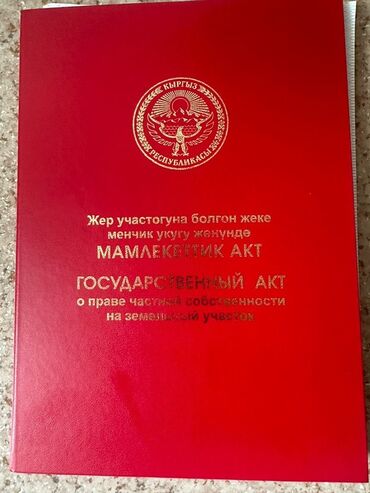 КЫРГЫЗ
РЕСПУБЛИКАСЫ
Жер участогуна болгон жеке
менчик укугу жөнүндө
МАМЛЕКЕТТИК АКТ
ГОСУДАРСТВЕННЫЙ АКТ
о праве частной собственности
на земельный участок